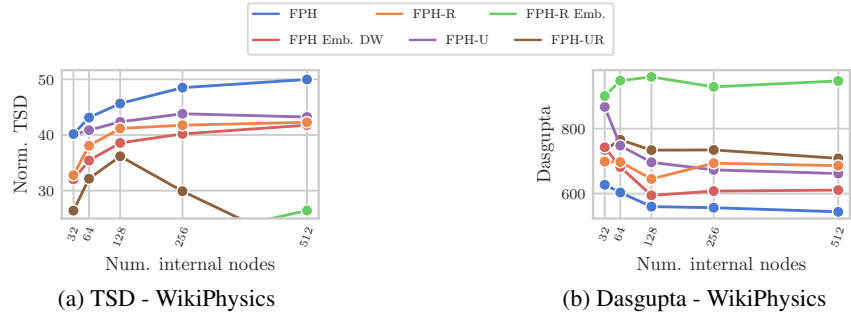 FPH FPH-R FPH-R Emb.
FPH Emb. DW FPH-U FPH-UR
Norm. TSD
50
40
30
32 64 128 256 512
Num. internal nodes
(a) TSD - WikiPhysics
Dasgupta
800
600
32 64 128 256 512
Num. internal nodes
(b) Dasgupta - WikiPhysics